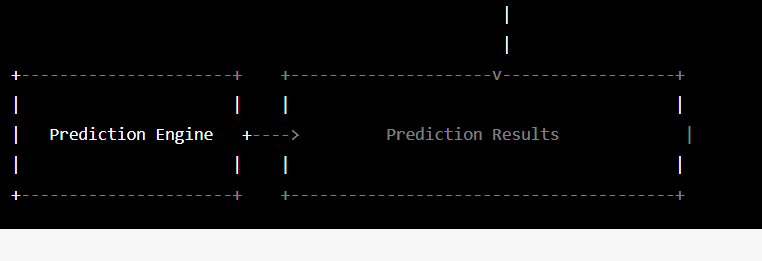 |
                                                 |
+---------------------+    +--------------------v-----------------+
|                     |    |                                      |
|   Prediction Engine   +---->         Prediction Results             |
|                     |    |                                      |
+---------------------+    +--------------------------------------+